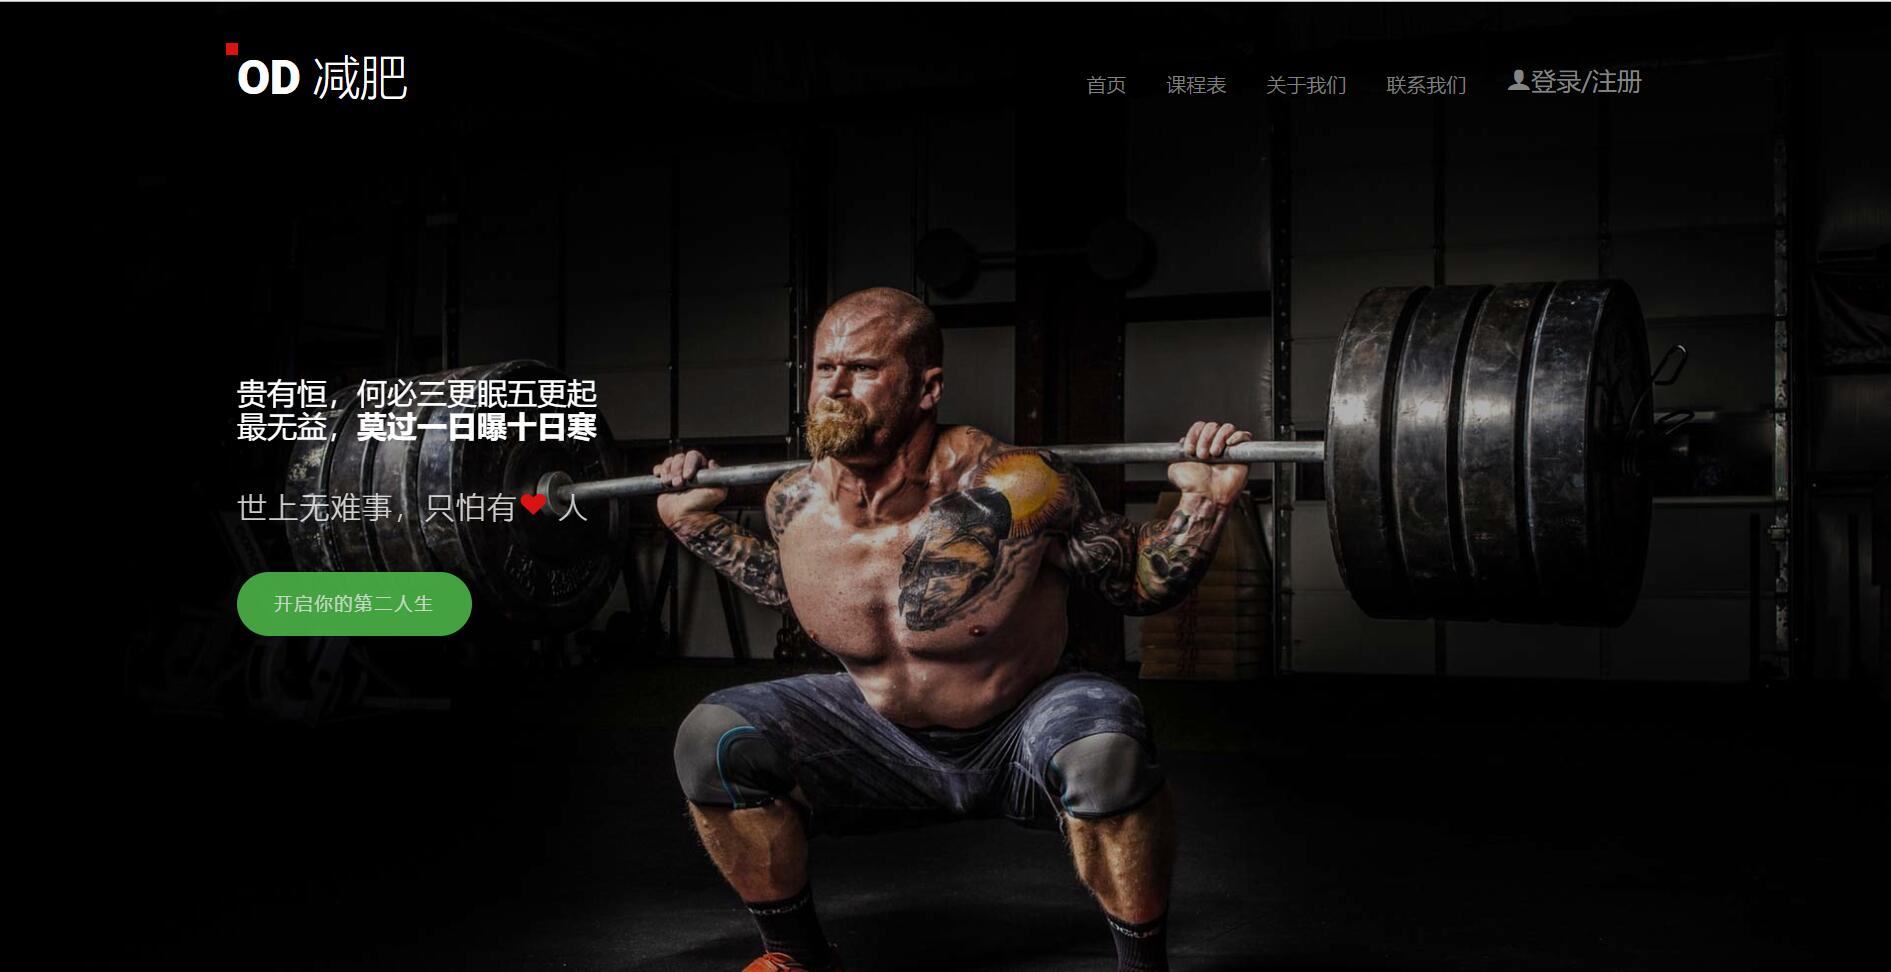 OD 减肥
首页 课程表 关于我们 联系我们 登录/注册
贵有恒，何必三更眠五更起
最无益，莫过一日曝十日寒
世上无难事，只怕有❤ 人
开启你的第二人生